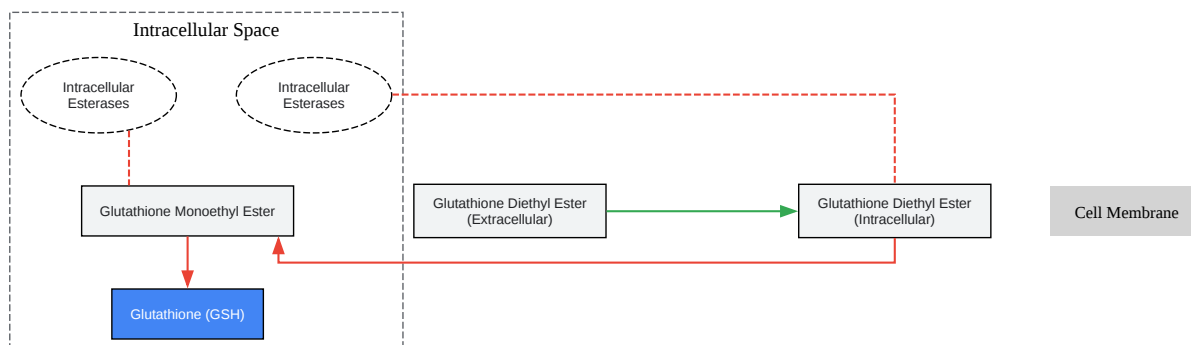 Intracellular Space
Intracellular
Esterases
Intracellular
Esterases
Glutathione Monoethyl Ester
Glutathione Diethyl Ester
(Extracellular)
Glutathione Diethyl Ester
(Intracellular)
Cell Membrane
Glutathione (GSH)